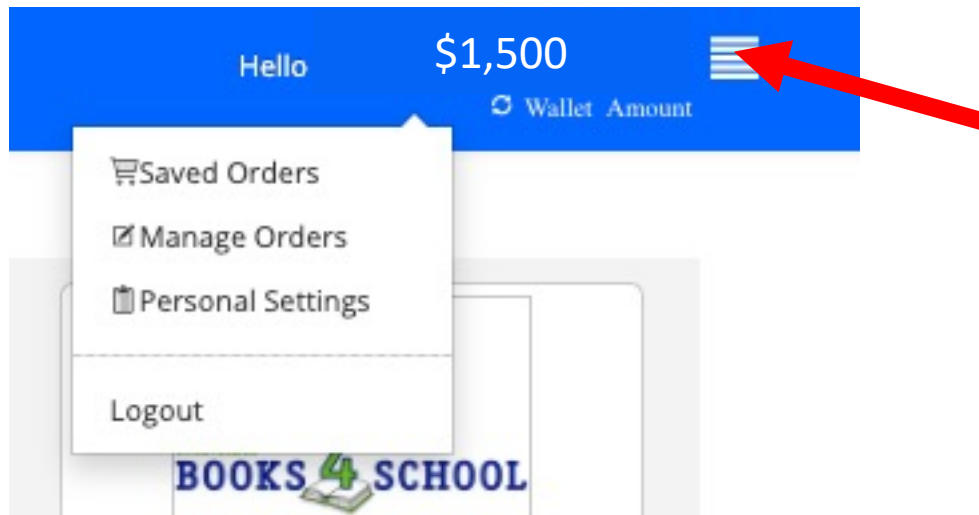 Hello
$1,500
Wallet Amount
Saved Orders
Manage Orders
Personal Settings
Logout
BOOKS 4 SCHOOL